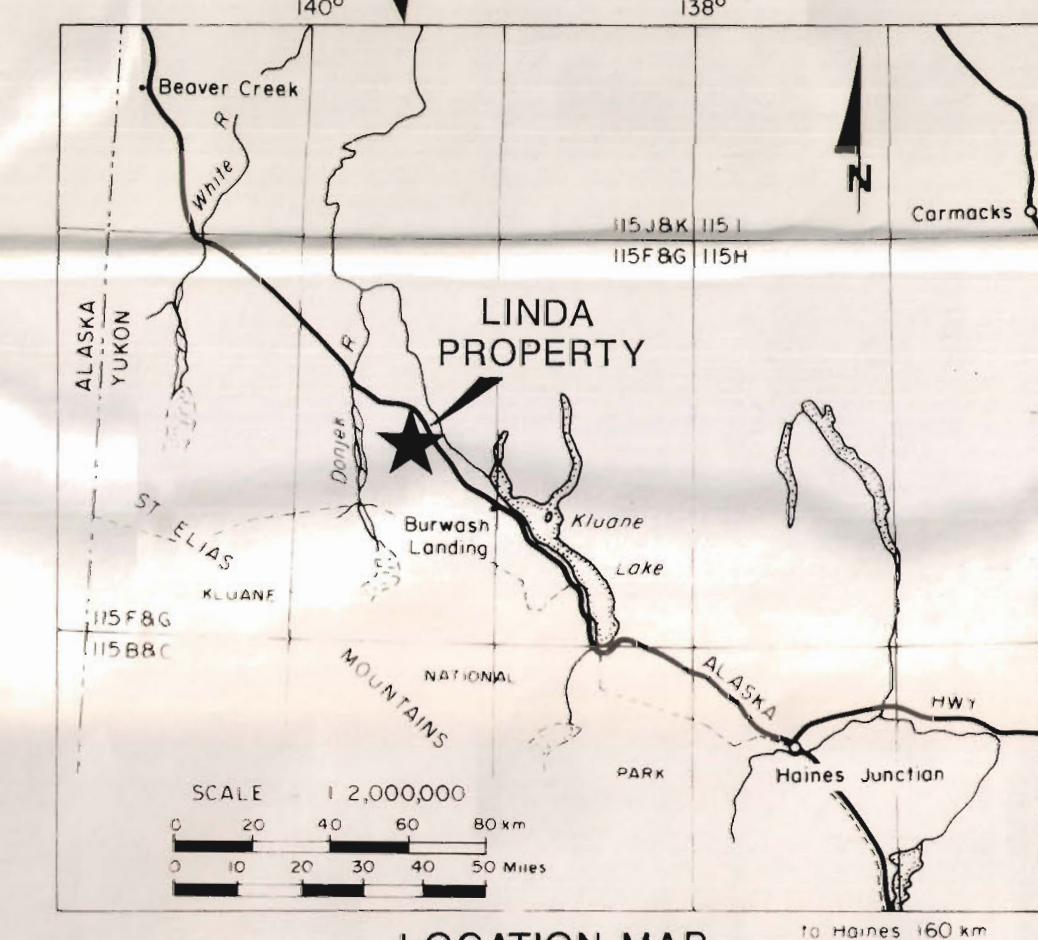 140° 138°
Beaver Creek
White R
N
Carmacks
115J&K 115 I
115F&G 115H
LINDA
PROPERTY
ALASKA
YUKON
R
Donjek
ST ELIAS
Burwash
Landing
Kluane
Lake
KLUANE
115F&G
115B&C
MOUNTAINS
NATIONAL
ALASKA
HWY
PARK
Haines Junction
SCALE 1 2,000,000
0 20 40 60 80 km
0 10 20 30 40 50 Miles
to Haines 160 km
LOCATION MAP